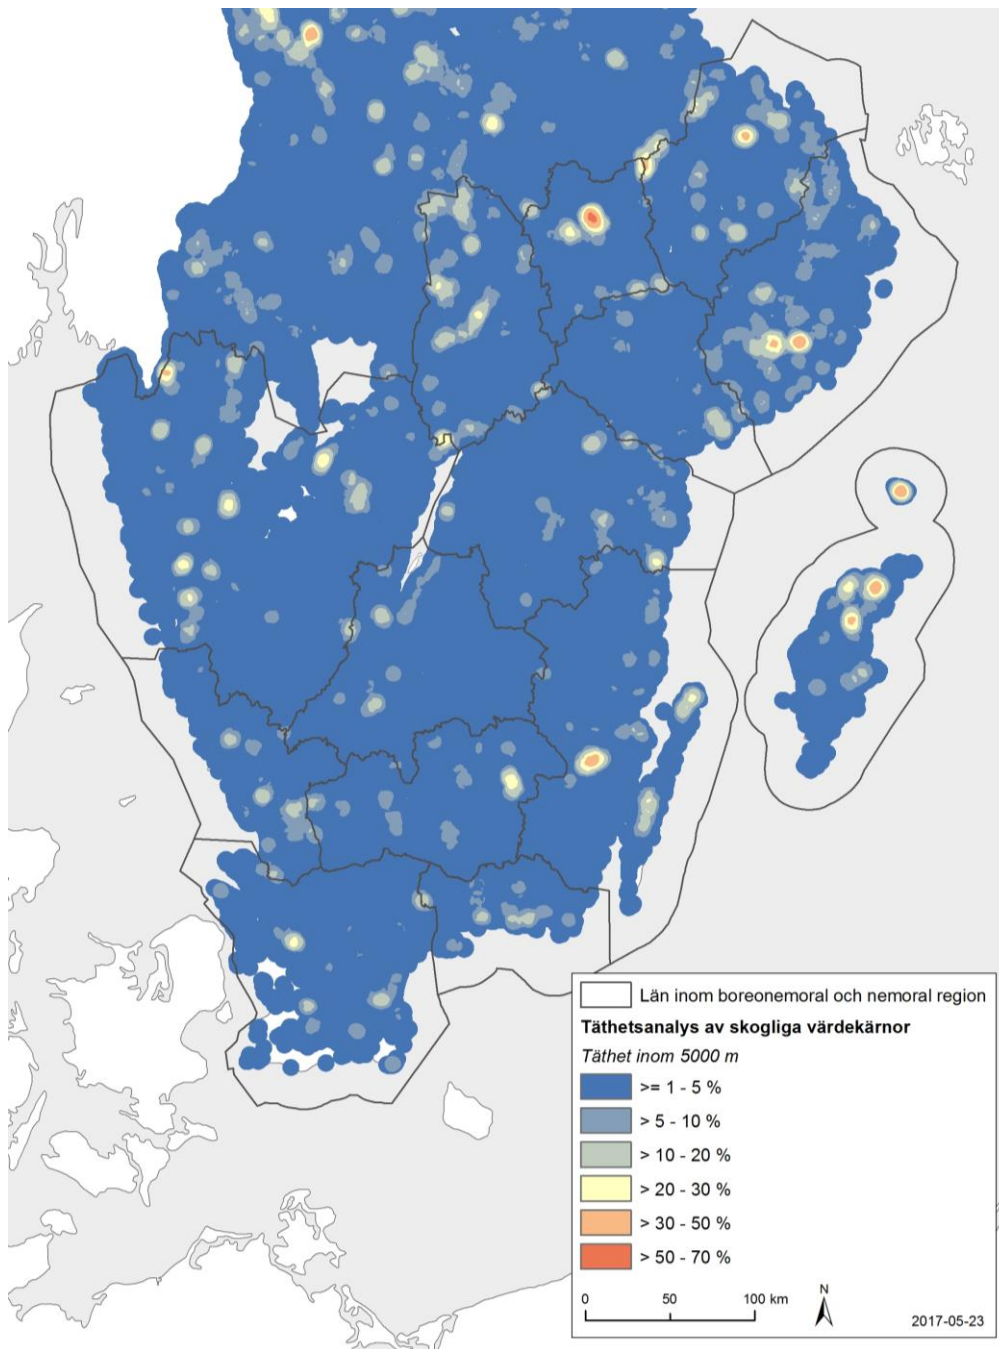 Län inom boreonemoral och nemoral region
Täthetsanalys av skogliga värdekärnor
Täthet inom 5000 m
>= 1 - 5 %
> 5 - 10 %
> 10 - 20 %
> 20 - 30 %
> 30 - 50 %
> 50 - 70 %
0 50 100 km
N
2017-05-23